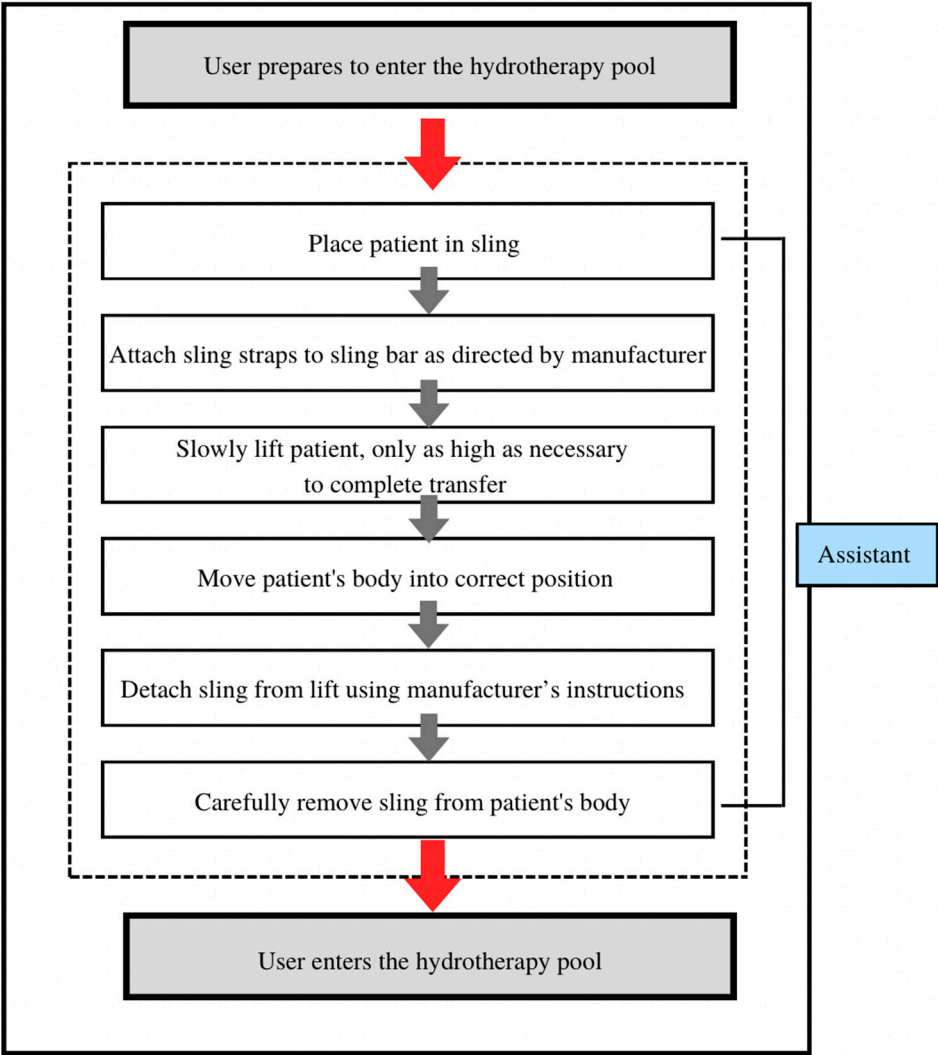 User prepares to enter the hydrotherapy pool
Place patient in sling
Attach sling straps to sling bar as directed by manufacturer
Slowly lift patient, only as high as necessary
to complete transfer
Move patient's body into correct position
Assistant
Detach sling from lift using manufacturer’s instructions
Carefully remove sling from patient's body
User enters the hydrotherapy pool